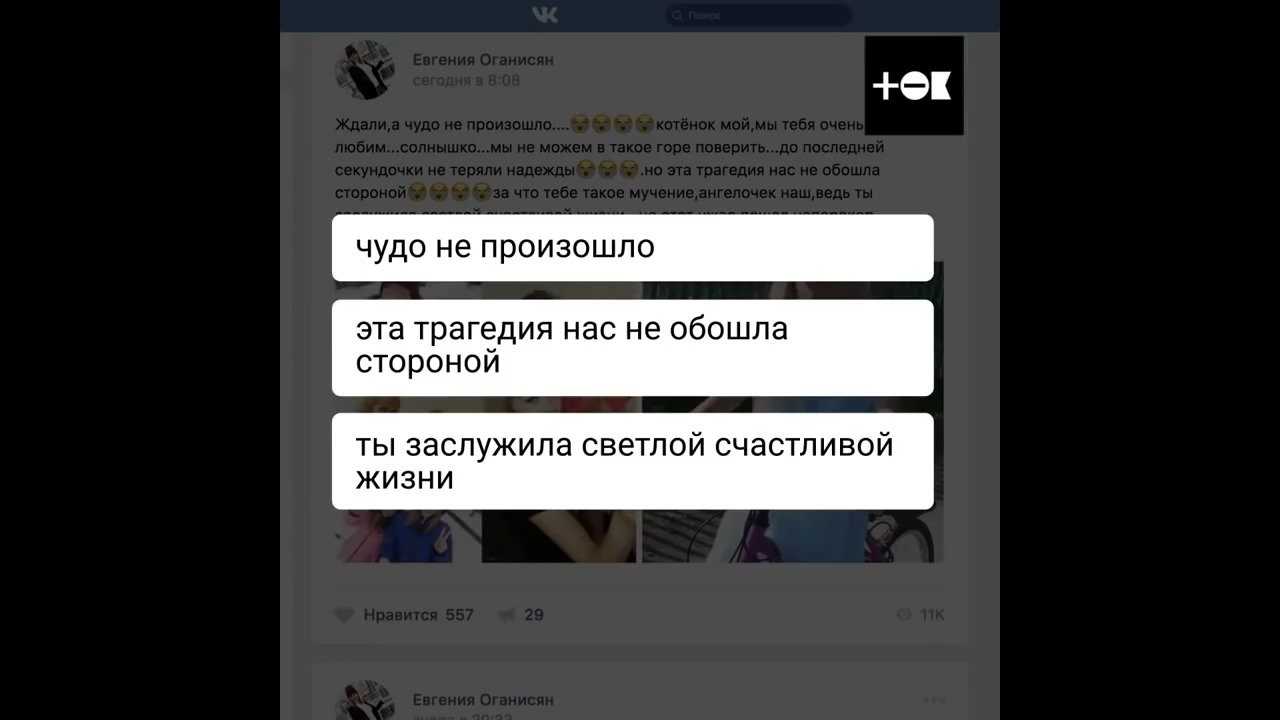 Поиск
Евгения Оганисян
сегодня в 8:08
+ОК
Ждали,а чудо не произошло....😭😭😭😭котёнок мой,мы тебя очень
любим...солнышко...мы не можем в такое горе поверить...до последней
секундочки не теряли надежды😭😭😭.но эта трагедия нас не обошла
стороной😭😭😭😭за что тебе такое мучение,ангелочек наш,ведь ты
чудо не произошло
эта трагедия нас не обошла
стороной
ты заслужила светлой счастливой
жизни
Нравится 557 29 11K
Евгения Оганисян